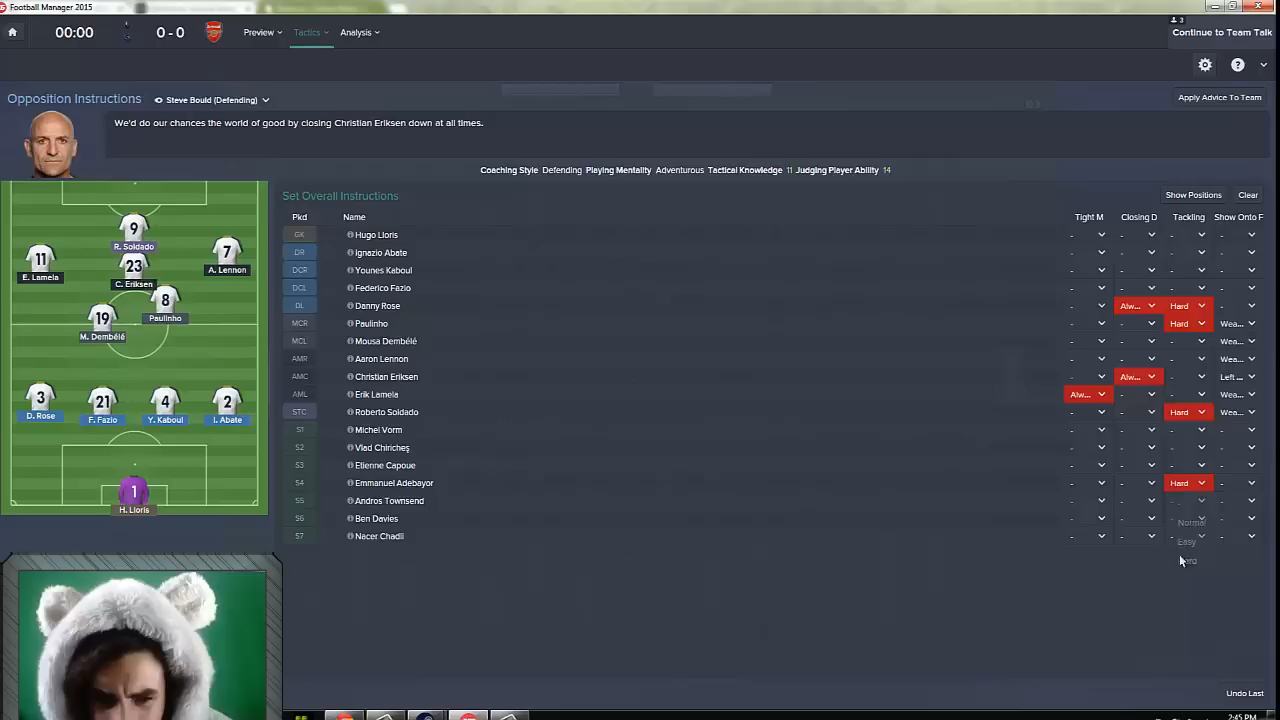 Football Manager 2015
00:00 0 - 0 Preview Tactics Analysis 3 Continue to Team Talk
Opposition Instructions Steve Bould (Defending) Apply Advice To Team
We'd do our chances the world of good by closing Christian Eriksen down at all times.
Coaching Style Defending Playing Mentality Adventurous Tactical Knowledge 11 Judging Player Ability 14
Set Overall Instructions Show Positions Clear
Pkd Name Tight M Closing D Tackling Show Onto F
GK Hugo Lloris - - - -
DR Ignazio Abate - - - -
DCR Younes Kaboul - - - -
DCL Federico Fazio - - - -
DL Danny Rose - Alw... Hard -
MCR Paulinho - - Hard Wea...
MCL Mousa Dembélé - - - Wea...
AMR Aaron Lennon - - - Wea...
AMC Christian Eriksen - Alw... - Left ...
AML Erik Lamela Alw... - - Wea...
STC Roberto Soldado - - Hard Wea...
S1 Michel Vorm - - - -
S2 Vlad Chiricheş - - - -
S3 Etienne Capoue - - - -
S4 Emmanuel Adebayor - - Hard -
S5 Andros Townsend - - - -
S6 Ben Davies - - - -
S7 Nacer Chadli - - - -
Normal
Easy
9
R. Soldado
11
E. Lamela
23
C. Eriksen
7
A. Lennon
8
Paulinho
19
M. Dembélé
3
D. Rose
21
F. Fazio
4
Y. Kaboul
2
I. Abate
1
H. Lloris
Undo Last
2:45 PM